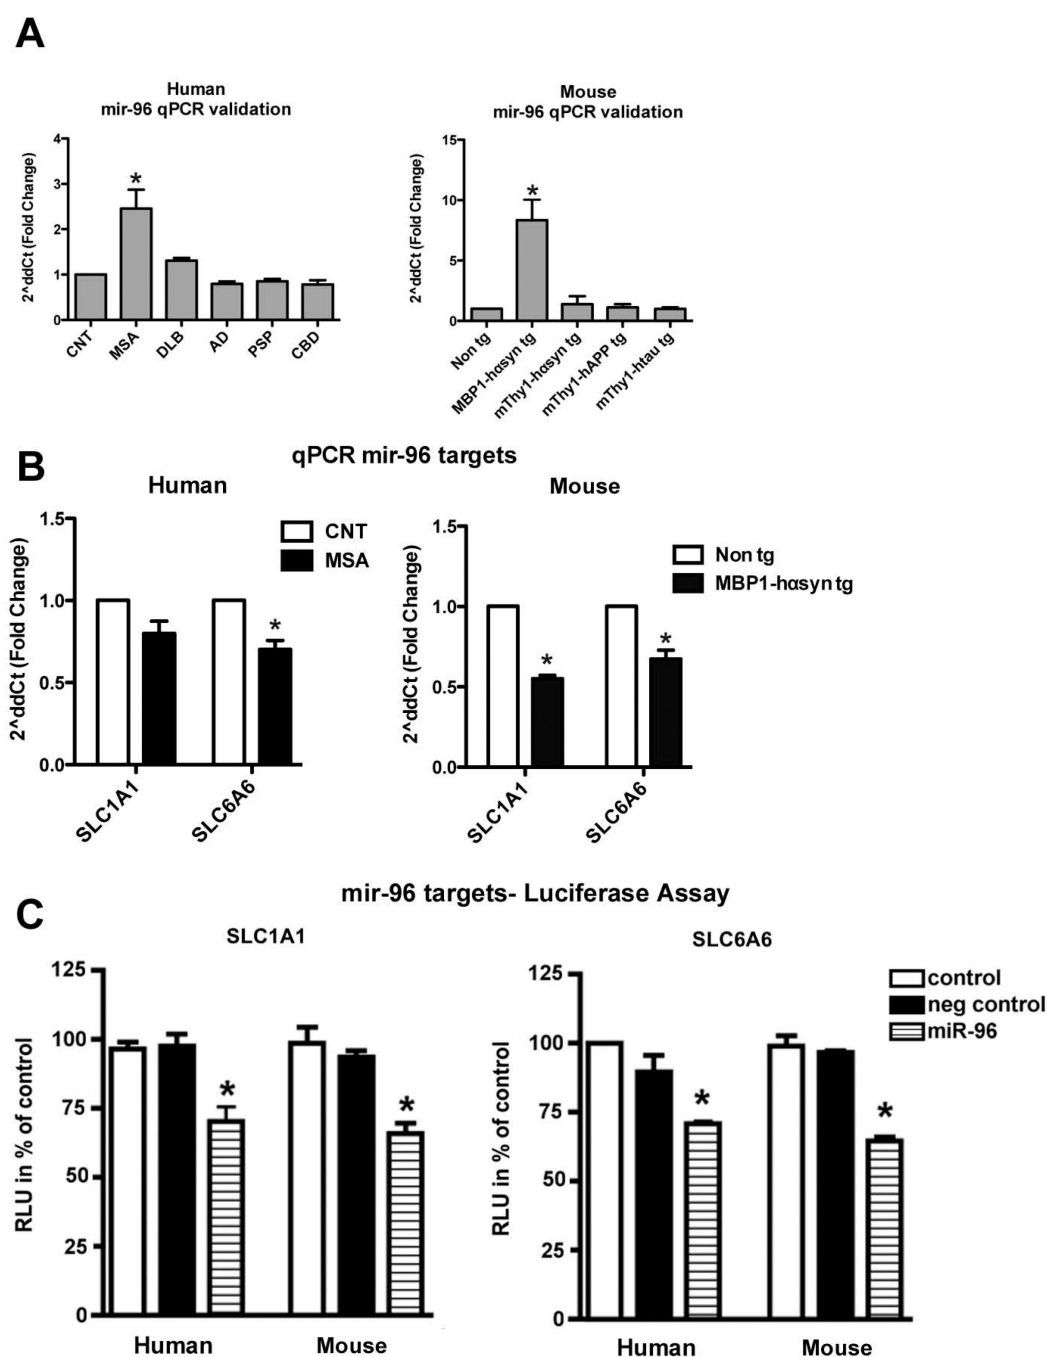 A
Human
mir-96 qPCR validation
2^ddCt (Fold Change)
4
3
2
1
0
*
CNT
MSA
DLB
AD
PSP
CBD
Mouse
mir-96 qPCR validation
2^ddCt (Fold Change)
15
10
5
0
*
Non tg
MBP1-hαsyn tg
mThy1-hαsyn tg
mThy1-hAPP tg
mThy1-htau tg
B
qPCR mir-96 targets
Human
2^ddCt (Fold Change)
1.5
1.0
0.5
0.0
CNT
MSA
*
SLC1A1
SLC6A6
Mouse
2^ddCt (Fold Change)
1.5
1.0
0.5
0.0
Non tg
MBP1-hαsyn tg
*
*
SLC1A1
SLC6A6
C
mir-96 targets- Luciferase Assay
SLC1A1
RLU in % of control
125
100
75
50
25
0
*
*
Human
Mouse
SLC6A6
RLU in % of control
125
100
75
50
25
0
control
neg control
miR-96
*
*
Human
Mouse